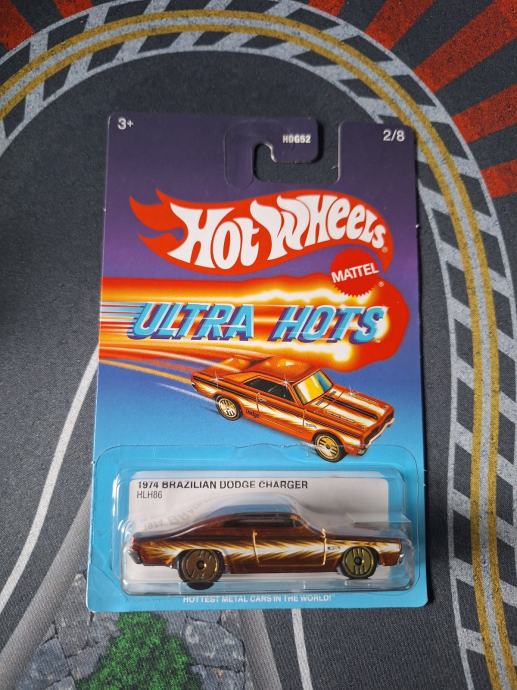 3+
HDG52
2/8
Hot Wheels®
MATTEL
ULTRA HOTS
1974 BRAZILIAN DODGE CHARGER
HLH86
HOTTEST METAL CARS IN THE WORLD!